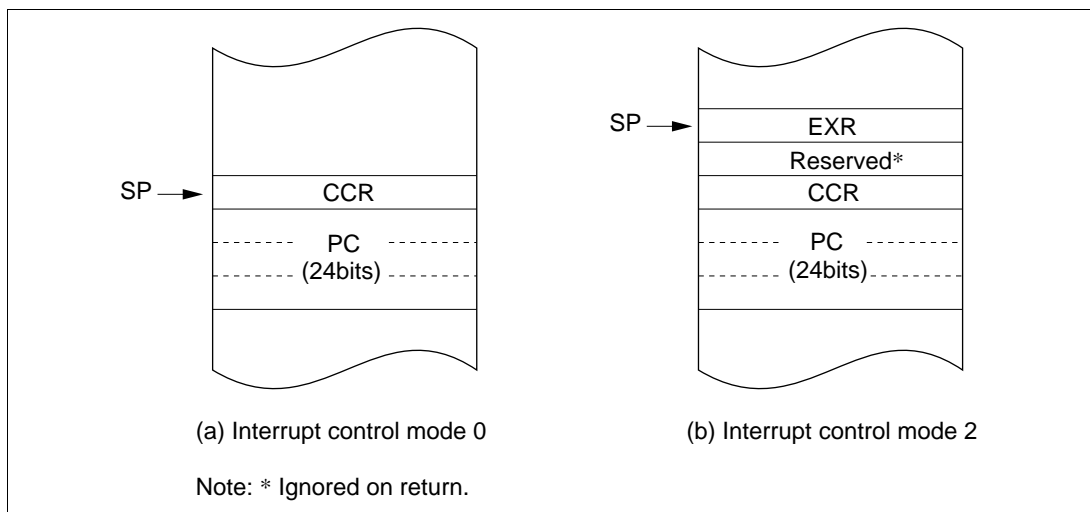 SP
CCR
PC
(24bits)
(a) Interrupt control mode 0
SP
EXR
Reserved*
CCR
PC
(24bits)
(b) Interrupt control mode 2
Note: * Ignored on return.